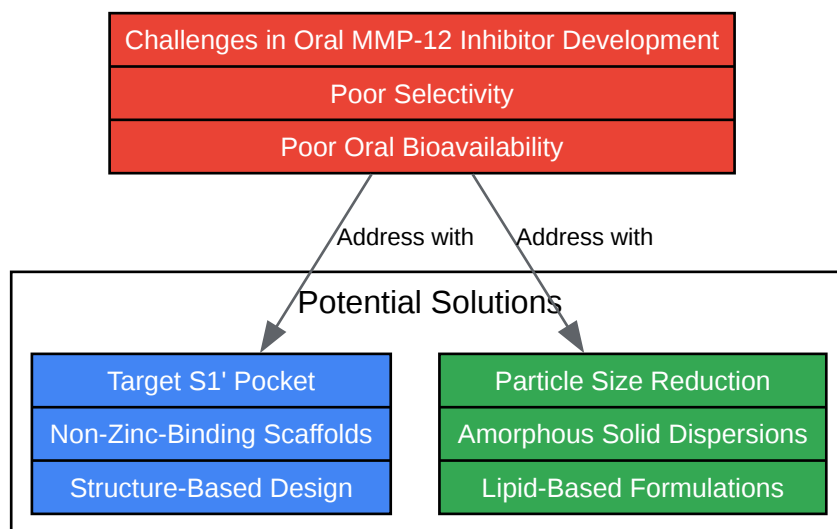 Challenges in Oral MMP-12 Inhibitor Development
Poor Selectivity
Poor Oral Bioavailability
Address with
Address with
Potential Solutions
Target S1' Pocket
Non-Zinc-Binding Scaffolds
Structure-Based Design
Particle Size Reduction
Amorphous Solid Dispersions
Lipid-Based Formulations